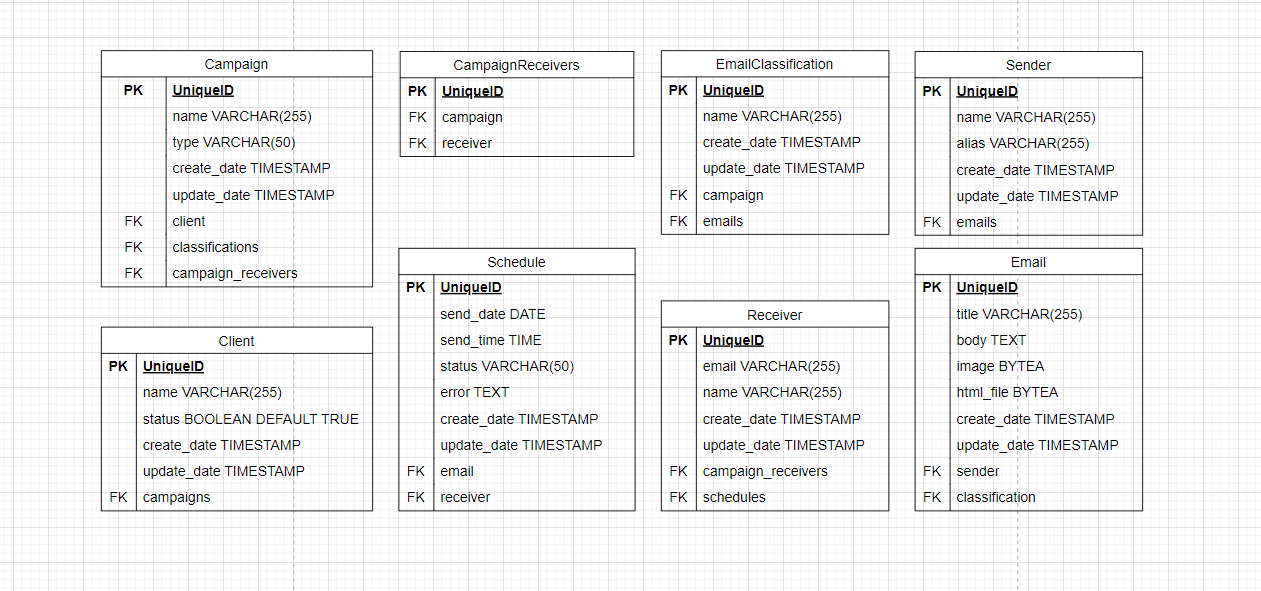 Campaign
PK UniqueID
name VARCHAR(255)
type VARCHAR(50)
create_date TIMESTAMP
update_date TIMESTAMP
FK client
FK classifications
FK campaign_receivers
CampaignReceivers
PK UniqueID
FK campaign
FK receiver
EmailClassification
PK UniqueID
name VARCHAR(255)
create_date TIMESTAMP
update_date TIMESTAMP
FK campaign
FK emails
Sender
PK UniqueID
name VARCHAR(255)
alias VARCHAR(255)
create_date TIMESTAMP
update_date TIMESTAMP
FK emails
Client
PK UniqueID
name VARCHAR(255)
status BOOLEAN DEFAULT TRUE
create_date TIMESTAMP
update_date TIMESTAMP
FK campaigns
Schedule
PK UniqueID
send_date DATE
send_time TIME
status VARCHAR(50)
error TEXT
create_date TIMESTAMP
update_date TIMESTAMP
FK email
FK receiver
Receiver
PK UniqueID
email VARCHAR(255)
name VARCHAR(255)
create_date TIMESTAMP
update_date TIMESTAMP
FK campaign_receivers
FK schedules
Email
PK UniqueID
title VARCHAR(255)
body TEXT
image BYTEA
html_file BYTEA
create_date TIMESTAMP
update_date TIMESTAMP
FK sender
FK classification